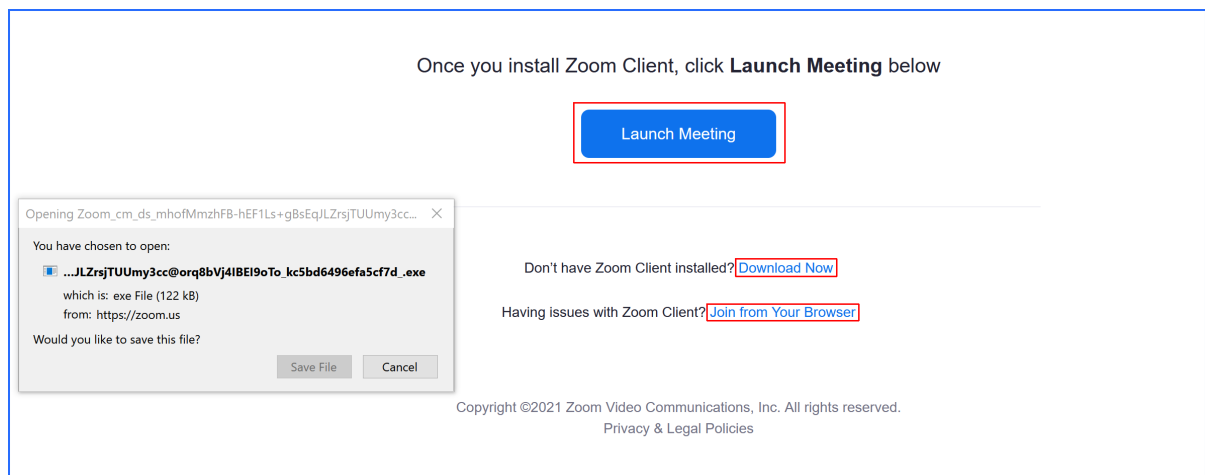 Once you install Zoom Client, click Launch Meeting below
Launch Meeting
Opening Zoom_cm_ds_mhofMmzhFB-hEF1Ls+gBsEqJLZrsjTUUmy3cc...
You have chosen to open:
...JLZrsjTUUmy3cc@orq8bVj4IBEI9oTo_kc5bd6496efa5cf7d_.exe
which is: exe File (122 kB)
from: https://zoom.us
Would you like to save this file?
Save File Cancel
Don’t have Zoom Client installed? Download Now
Having issues with Zoom Client? Join from Your Browser
Copyright ©2021 Zoom Video Communications, Inc. All rights reserved.
Privacy & Legal Policies